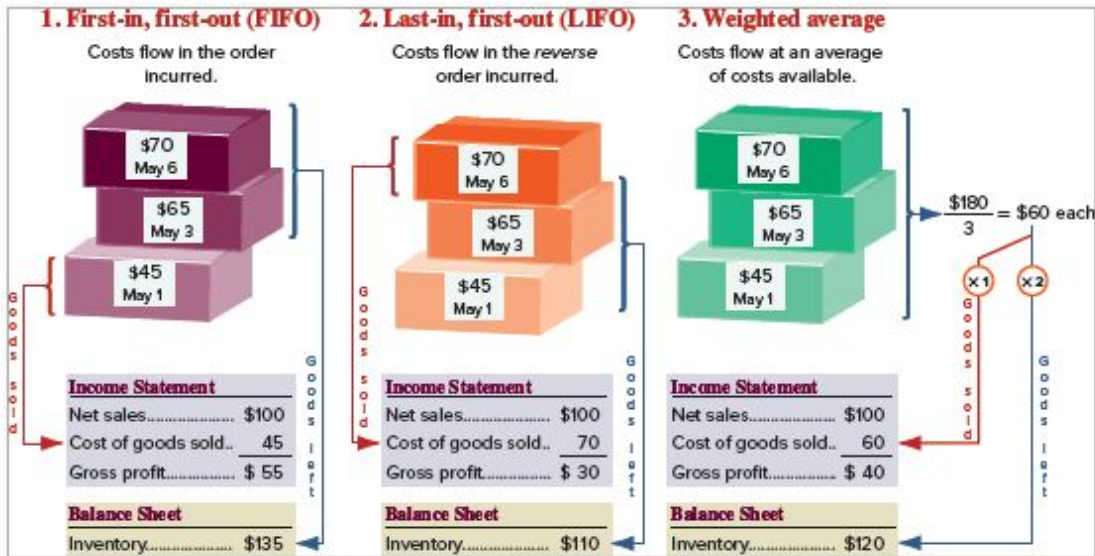 1. First-in, first-out (FIFO)
Costs flow in the order
incurred.
$70
May 6
$65
May 3
$45
May 1
Goods sold
Goods left
Income Statement
Net sales................. $100
Cost of goods sold.. 45
Gross profit................ $ 55
Balance Sheet
Inventory.................... $135
2. Last-in, first-out (LIFO)
Costs flow in the reverse
order incurred.
$70
May 6
$65
May 3
$45
May 1
Goods sold
Goods left
Income Statement
Net sales................. $100
Cost of goods sold.. 70
Gross profit................ $ 30
Balance Sheet
Inventory.................... $110
3. Weighted average
Costs flow at an average
of costs available.
$70
May 6
$65
May 3
$45
May 1
$180
3
= $60 each
x1
x2
Goods sold
Goods left
Income Statement
Net sales................. $100
Cost of goods sold.. 60
Gross profit................ $ 40
Balance Sheet
Inventory.................... $120